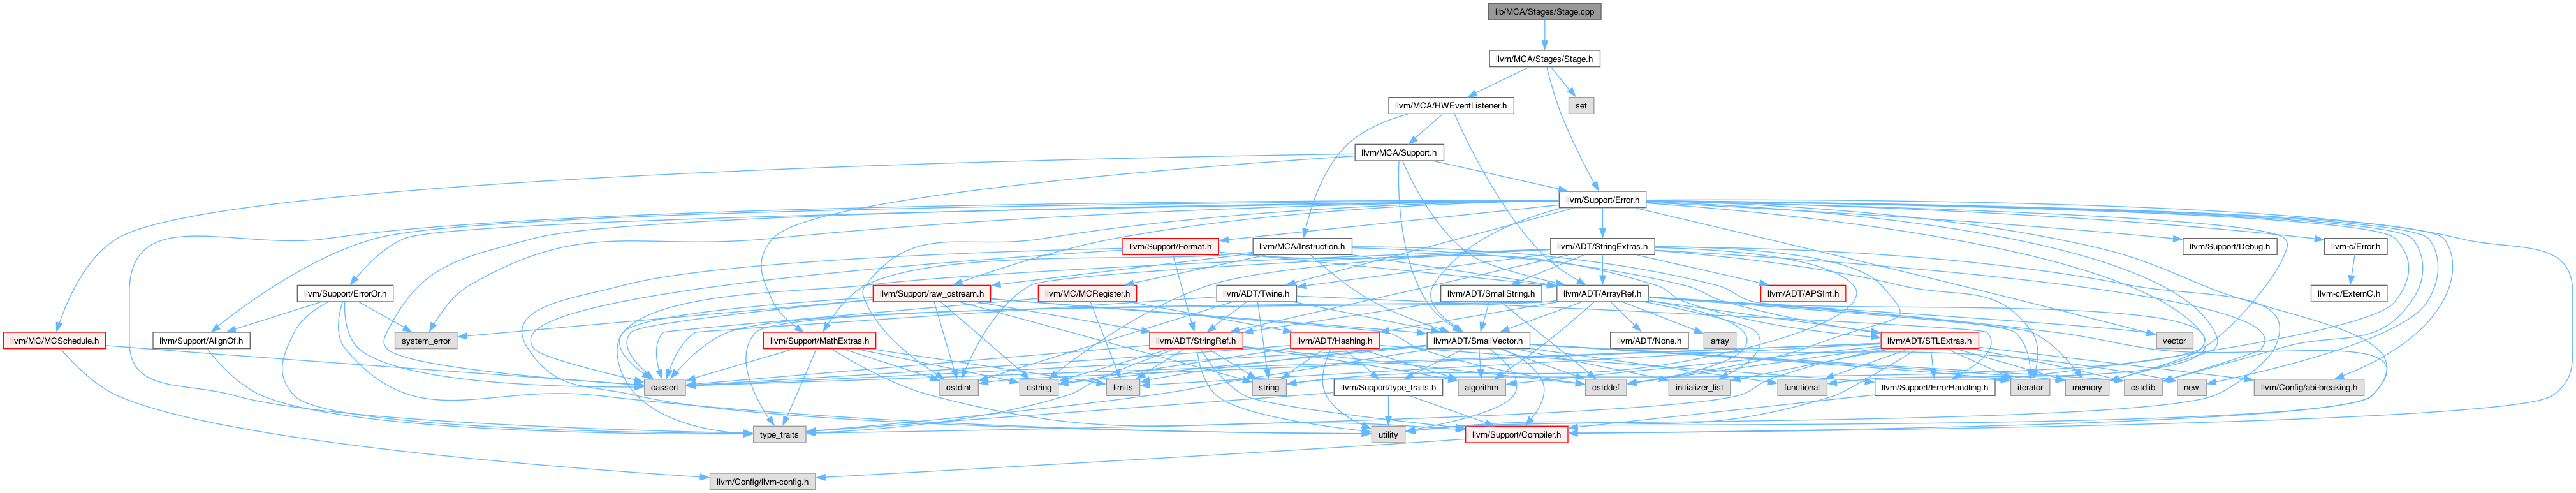 lib/MCA/Stages/Stage.cpp
llvm/MCA/Stages/Stage.h
llvm/MCA/HWEventListener.h
set
llvm/MCA/Support.h
llvm/Support/Error.h
llvm/Support/Format.h
llvm/MCA/Instruction.h
llvm/ADT/StringExtras.h
llvm/Support/Debug.h
llvm-c/Error.h
llvm/Support/ErrorOr.h
llvm/Support/raw_ostream.h
llvm/MC/MCRegister.h
llvm/ADT/Twine.h
llvm/ADT/SmallString.h
llvm/ADT/ArrayRef.h
llvm/ADT/APSInt.h
llvm-c/ExternC.h
llvm/MC/MCSchedule.h
llvm/Support/AlignOf.h
system_error
llvm/Support/MathExtras.h
llvm/ADT/StringRef.h
llvm/ADT/Hashing.h
llvm/ADT/SmallVector.h
llvm/ADT/None.h
array
llvm/ADT/STLExtras.h
vector
cassert
cstdint
cstring
limits
string
llvm/Support/type_traits.h
algorithm
cstddef
initializer_list
functional
llvm/Support/ErrorHandling.h
iterator
memory
cstdlib
new
llvm/Config/abi-breaking.h
type_traits
utility
llvm/Support/Compiler.h
llvm/Config/llvm-config.h